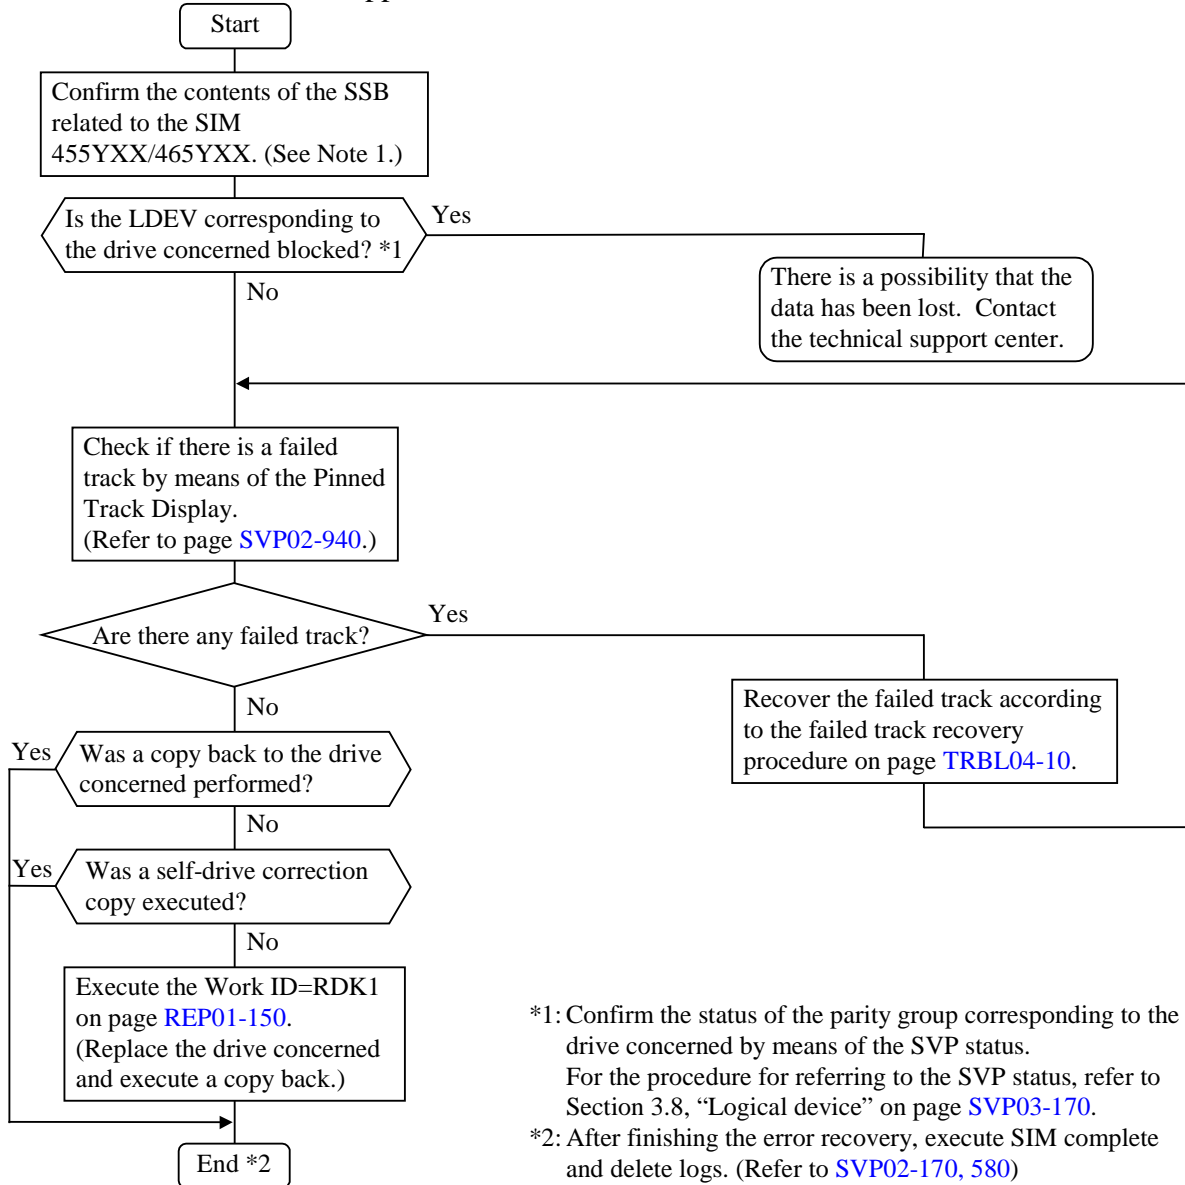 Start
Confirm the contents of the SSB
related to the SIM
455YXX/465YXX. (See Note 1.)
Is the LDEV corresponding to
the drive concerned blocked? *1
Yes
No
There is a possibility that the
data has been lost. Contact
the technical support center.
Check if there is a failed
track by means of the Pinned
Track Display.
(Refer to page SVP02-940.)
Are there any failed track?
Yes
No
Recover the failed track according
to the failed track recovery
procedure on page TRBL04-10.
Yes
Was a copy back to the drive
concerned performed?
No
Yes
Was a self-drive correction
copy executed?
No
Execute the Work ID=RDK1
on page REP01-150.
(Replace the drive concerned
and execute a copy back.)
End *2
*1: Confirm the status of the parity group corresponding to the
drive concerned by means of the SVP status.
For the procedure for referring to the SVP status, refer to
Section 3.8, “Logical device” on page SVP03-170.
*2: After finishing the error recovery, execute SIM complete
and delete logs. (Refer to SVP02-170, 580)